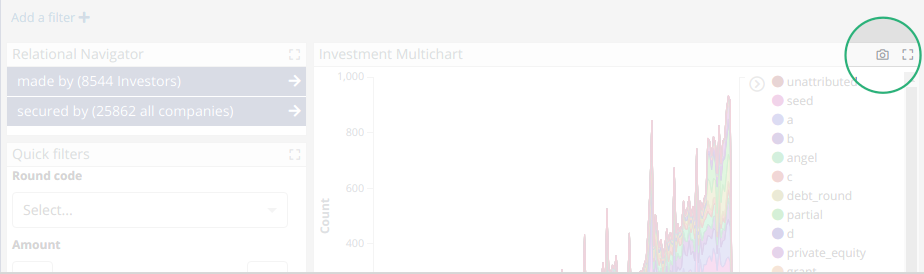 Add a filter
Relational Navigator
made by (8544 Investors)
secured by (25862 all companies)
Quick filters
Round code
Select...
Amount
Investment Multichart
1,000
800
600
400
Count
unattributed
seed
a
b
angel
c
debt_round
partial
d
private_equity
grant